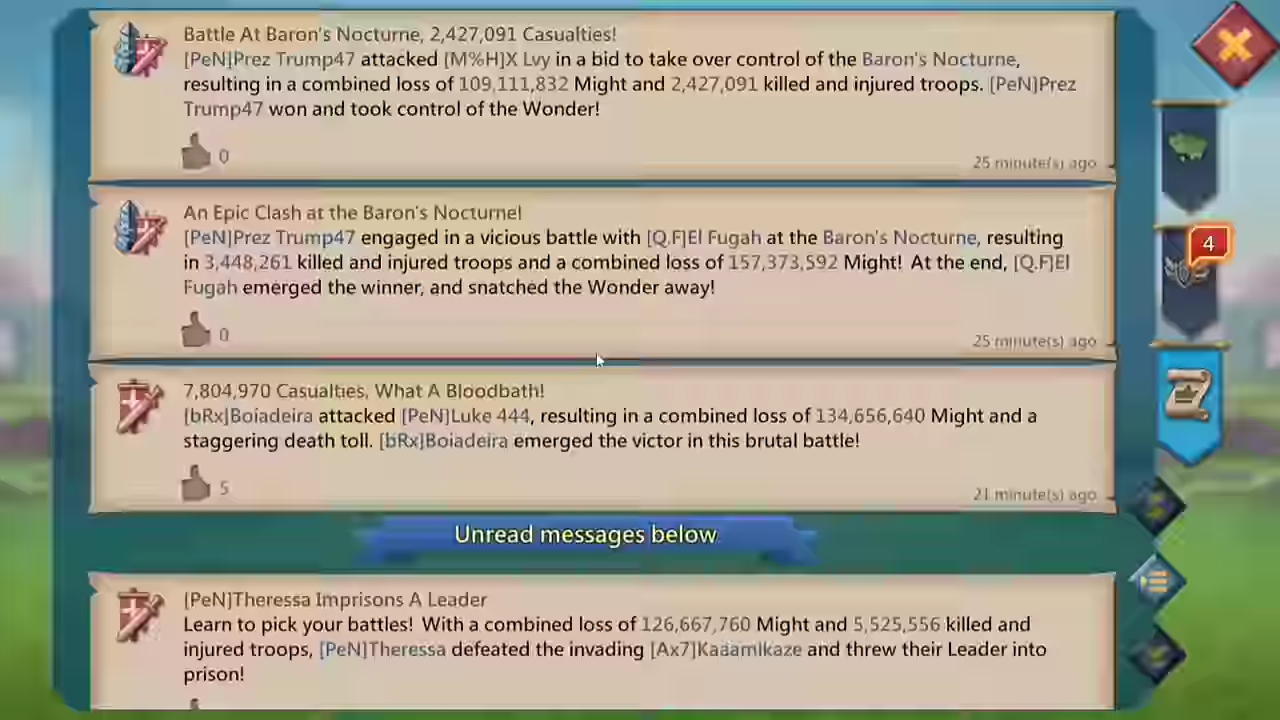 Battle At Baron's Nocturne, 2,427,091 Casualties!
[PeN]Prez Trump47 attacked [M%H]X Lvy in a bid to take over control of the Baron's Nocturne,
resulting in a combined loss of 109,111,832 Might and 2,427,091 killed and injured troops. [PeN]Prez
Trump47 won and took control of the Wonder!
0
25 minute(s) ago
An Epic Clash at the Baron's Nocturne!
[PeN]Prez Trump47 engaged in a vicious battle with [Q.F]El Fugah at the Baron's Nocturne, resulting
in 3,448,261 killed and injured troops and a combined loss of 157,373,592 Might! At the end, [Q.F]El
Fugah emerged the winner, and snatched the Wonder away!
0
25 minute(s) ago
4
7,804,970 Casualties, What A Bloodbath!
[bRx]Boiadeira attacked [PeN]Luke 444, resulting in a combined loss of 134,656,640 Might and a
staggering death toll. [bRx]Boiadeira emerged the victor in this brutal battle!
5
21 minute(s) ago
Unread messages below
[PeN]Theressa Imprisons A Leader
Learn to pick your battles! With a combined loss of 126,667,760 Might and 5,525,556 killed and
injured troops, [PeN]Theressa defeated the invading [Ax7]Kaäamlkaze and threw their Leader into
prison!